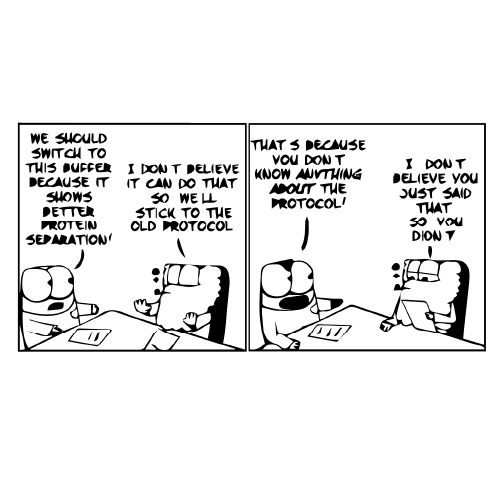 WE SHOULD
SWITCH TO
THIS BUFFER
BECAUSE IT
SHOWS
BETTER
PROTEIN
SEPARATION!
I DON'T BELIEVE
IT CAN DO THAT
SO WE'LL
STICK TO THE
OLD PROTOCOL
THAT'S BECAUSE
YOU DON'T
KNOW ANYTHING
ABOUT THE
PROTOCOL!
I DON'T
BELIEVE YOU
JUST SAID
THAT
SO YOU
DIDN'T